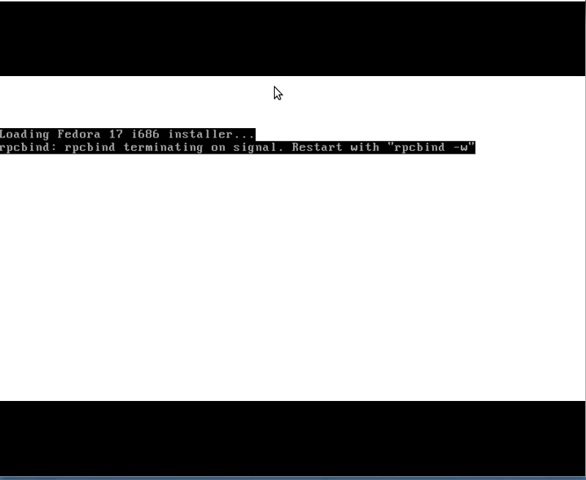 Loading Fedora 17 i686 installer...
rpcbind: rpcbind terminating on signal. Restart with "rpcbind -w"